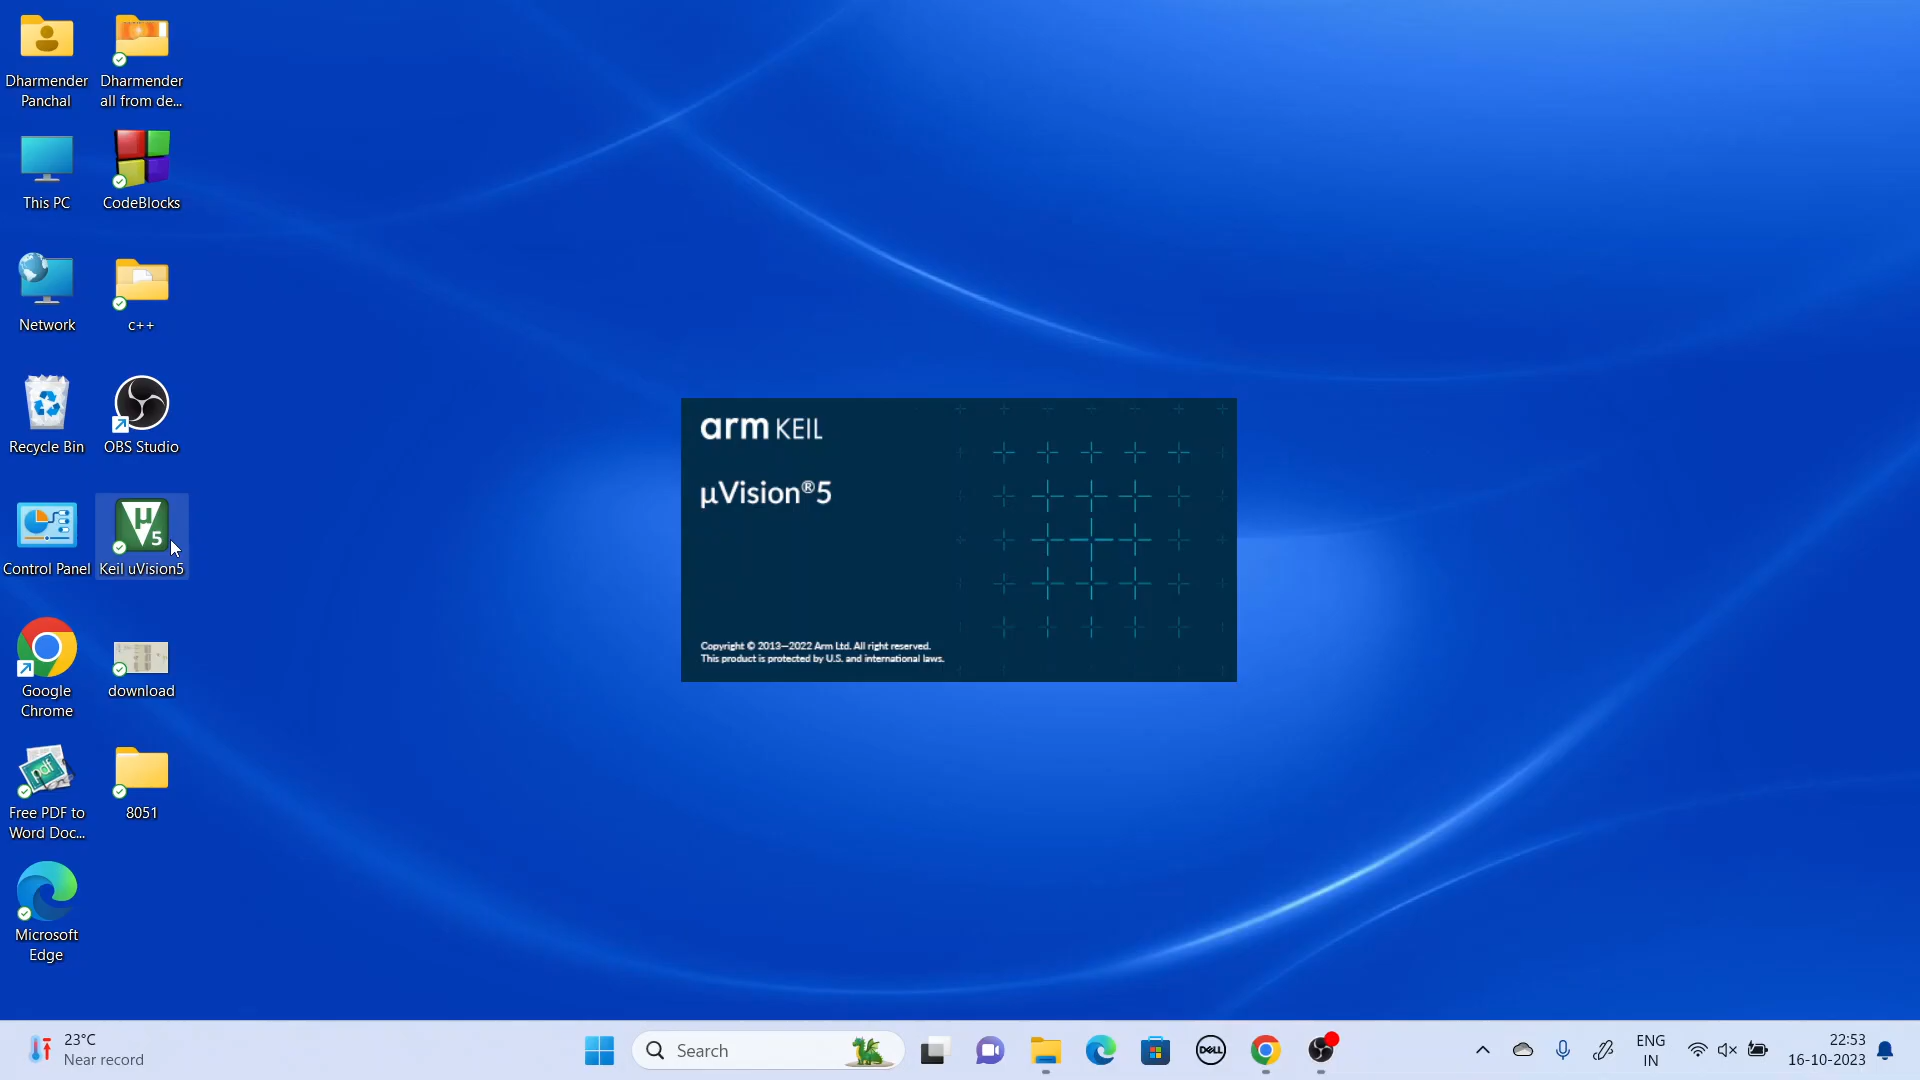 Dharmender
Panchal
Dharmender
all from de...
This PC
CodeBlocks
Network
c++
Recycle Bin
OBS Studio
Control Panel
µ
5
Keil uVision5
Google
Chrome
download
pdf
Free PDF to
Word Doc...
8051
Microsoft
Edge
arm KEIL
µVision®5
Copyright © 2013—2022 Arm Ltd. All right reserved.
This product is protected by U.S. and international laws.
23°C
Near record
Search
DELL
ENG
IN
22:53
16-10-2023